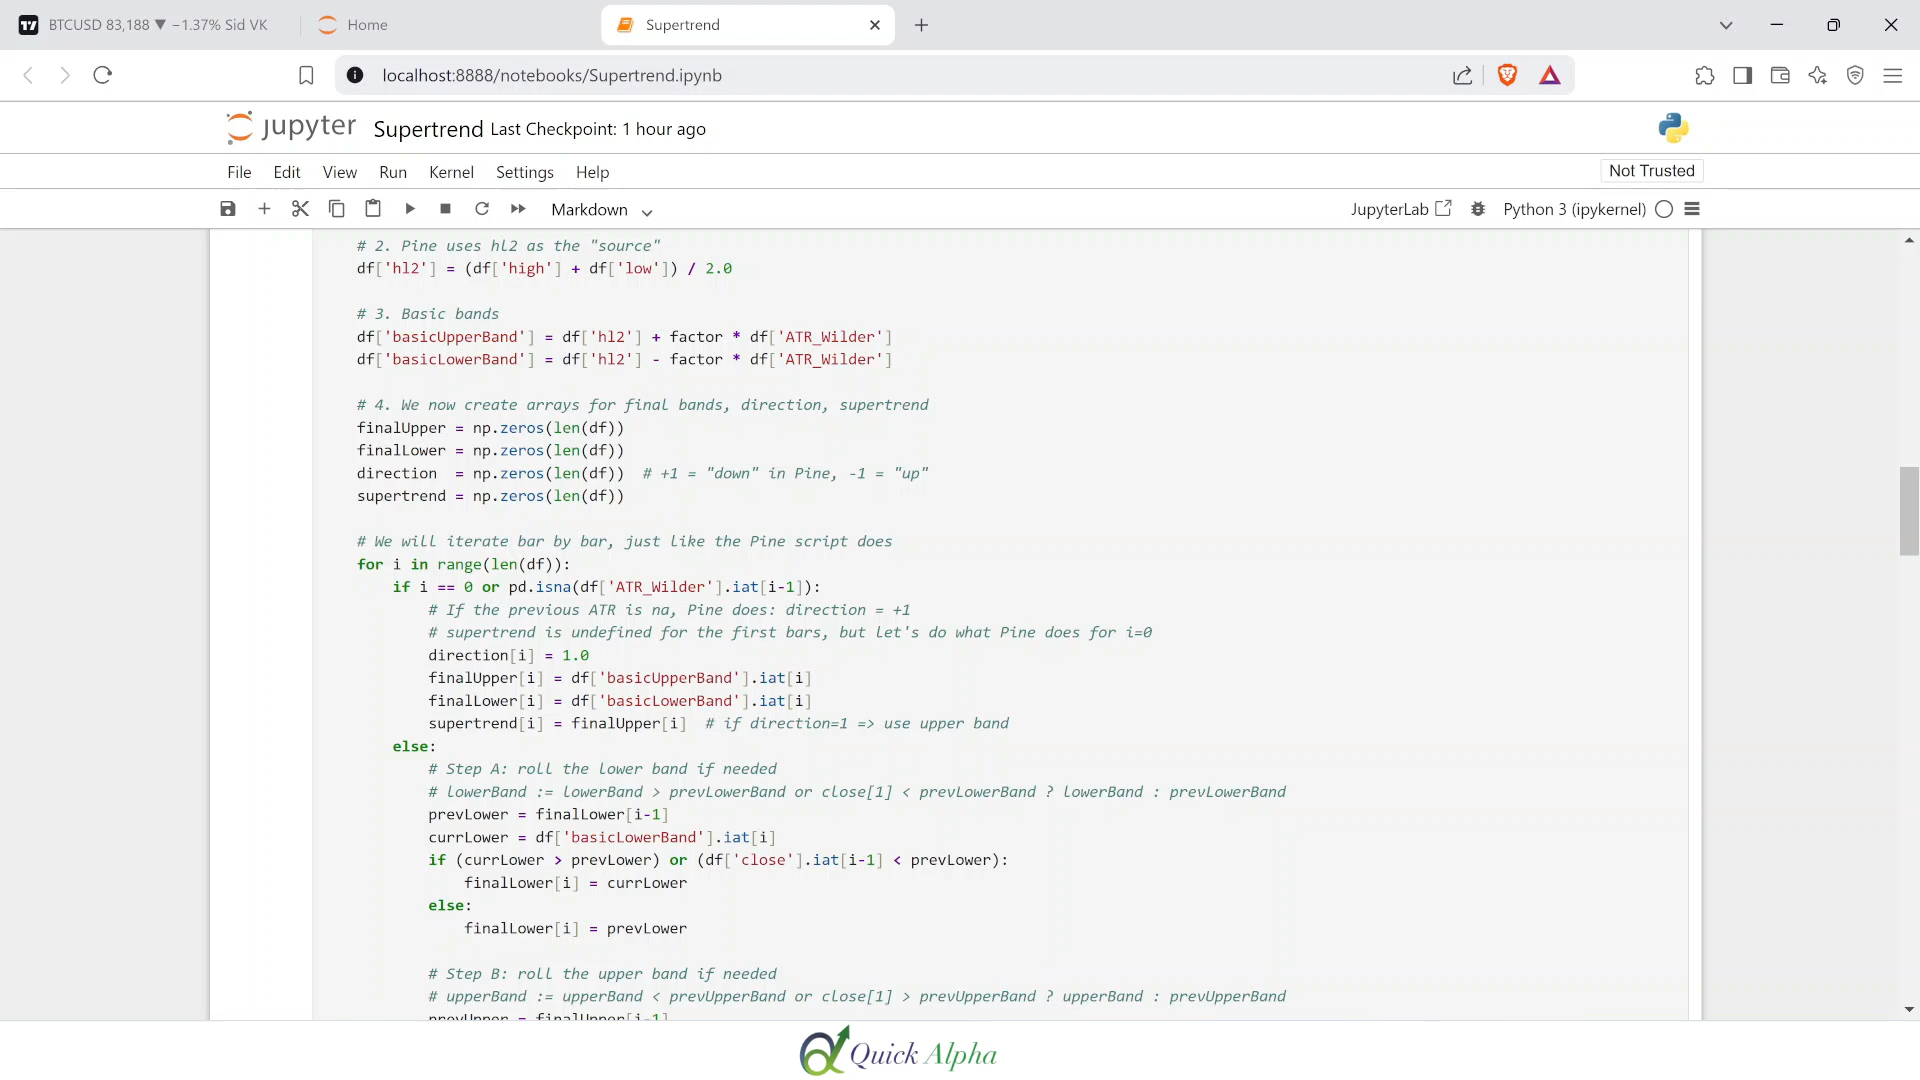 BTCUSD 83,188 ▼ −1.37% Sid VK
Home
Supertrend
localhost:8888/notebooks/Supertrend.ipynb
jupyter Supertrend Last Checkpoint: 1 hour ago
File Edit View Run Kernel Settings Help
Not Trusted
Markdown
JupyterLab
Python 3 (ipykernel)
# 2. Pine uses hl2 as the "source"
df['hl2'] = (df['high'] + df['low']) / 2.0
# 3. Basic bands
df['basicUpperBand'] = df['hl2'] + factor * df['ATR_Wilder']
df['basicLowerBand'] = df['hl2'] - factor * df['ATR_Wilder']
# 4. We now create arrays for final bands, direction, supertrend
finalUpper = np.zeros(len(df))
finalLower = np.zeros(len(df))
direction  = np.zeros(len(df))  # +1 = "down" in Pine, -1 = "up"
supertrend = np.zeros(len(df))
# We will iterate bar by bar, just like the Pine script does
for i in range(len(df)):
if i == 0 or pd.isna(df['ATR_Wilder'].iat[i-1]):
# If the previous ATR is na, Pine does: direction = +1
# supertrend is undefined for the first bars, but let's do what Pine does for i=0
direction[i] = 1.0
finalUpper[i] = df['basicUpperBand'].iat[i]
finalLower[i] = df['basicLowerBand'].iat[i]
supertrend[i] = finalUpper[i]  # if direction=1 => use upper band
else:
# Step A: roll the lower band if needed
# lowerBand := lowerBand > prevLowerBand or close[1] < prevLowerBand ? lowerBand : prevLowerBand
prevLower = finalLower[i-1]
currLower = df['basicLowerBand'].iat[i]
if (currLower > prevLower) or (df['close'].iat[i-1] < prevLower):
finalLower[i] = currLower
else:
finalLower[i] = prevLower
# Step B: roll the upper band if needed
# upperBand := upperBand < prevUpperBand or close[1] > prevUpperBand ? upperBand : prevUpperBand
prevUpper = finalUpper[i-1]
Quick Alpha